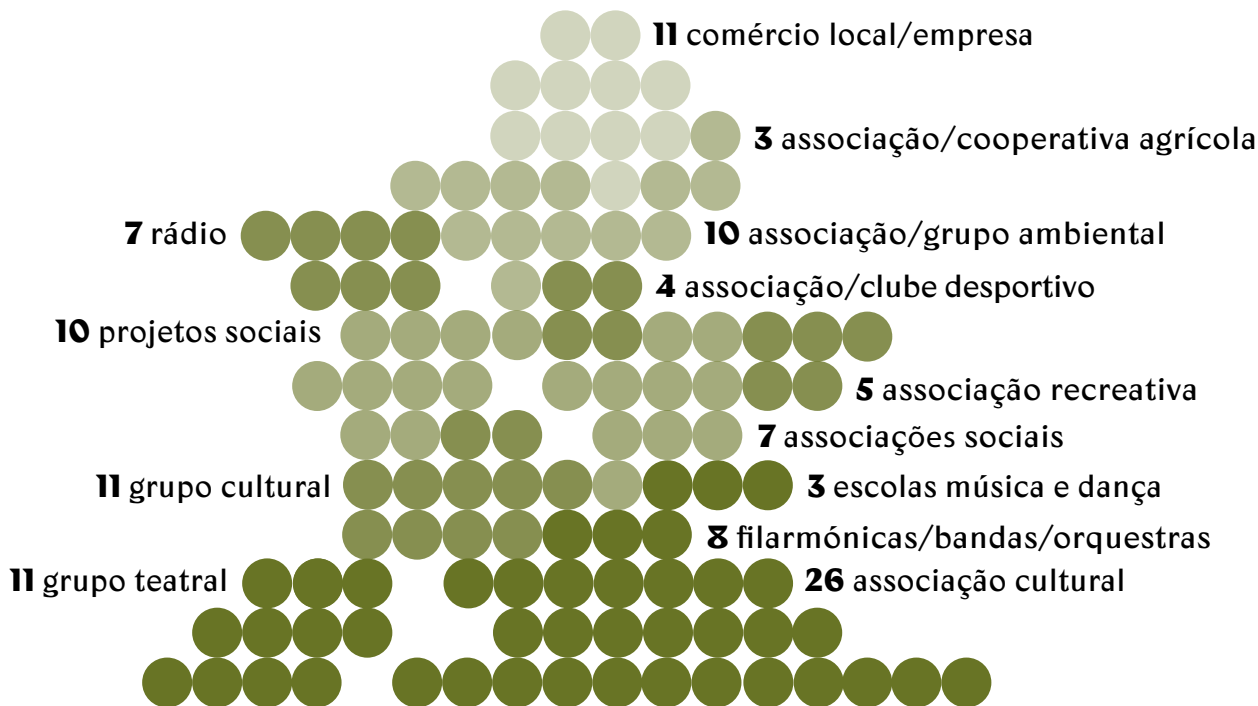 11 comércio local/empresa
3 associação/cooperativa agrícola
7 rádio
10 associação/grupo ambiental
4 associação/clube desportivo
10 projetos sociais
5 associação recreativa
7 associações sociais
11 grupo cultural
3 escolas música e dança
8 filarmónicas/bandas/orquestras
11 grupo teatral
26 associação cultural